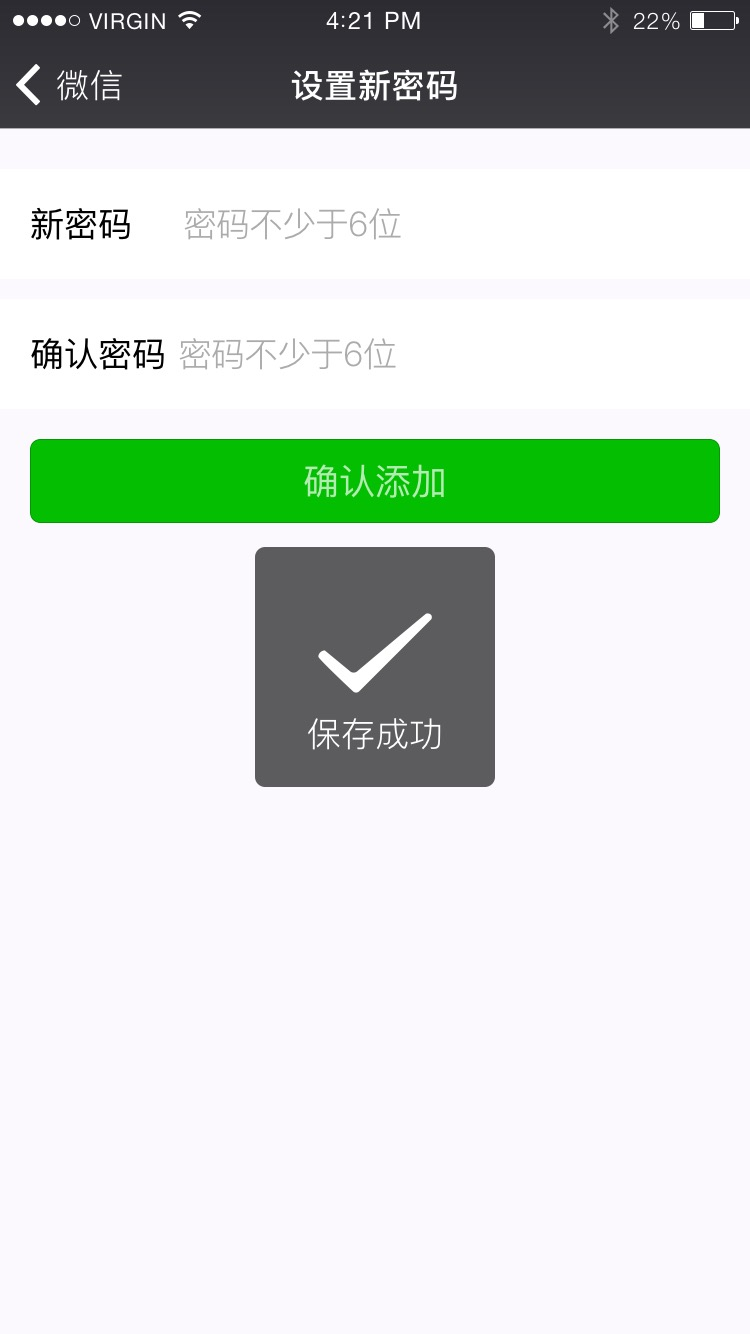 VIRGIN 4:21 PM 22%
微信 设置新密码
新密码 密码不少于6位
确认密码 密码不少于6位
确认添加
保存成功